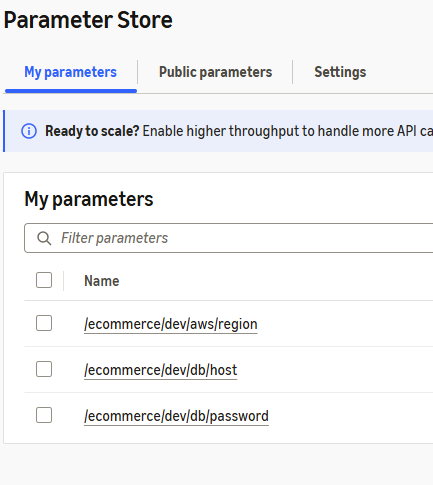 Parameter Store
My parameters
Public parameters
Settings
Ready to scale? Enable higher throughput to handle more API ca
My parameters
Filter parameters
Name
/ecommerce/dev/aws/region
/ecommerce/dev/db/host
/ecommerce/dev/db/password